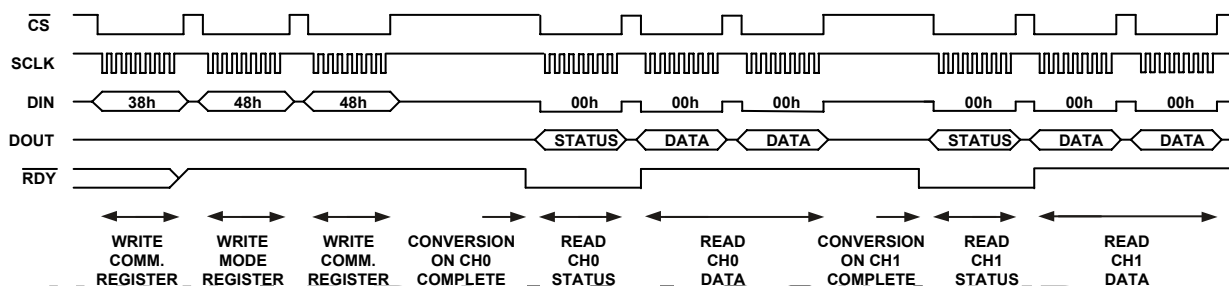 CS
SCLK
DIN 38h 48h 48h 00h 00h 00h 00h 00h 00h
DOUT STATUS DATA DATA STATUS DATA DATA
RDY
WRITE WRITE WRITE CONVERSION READ READ CONVERSION READ READ
COMM. MODE COMM. ON CH0 CH0 CH0 ON CH1 CH1 CH1
REGISTER REGISTER REGISTER COMPLETE STATUS DATA COMPLETE STATUS DATA